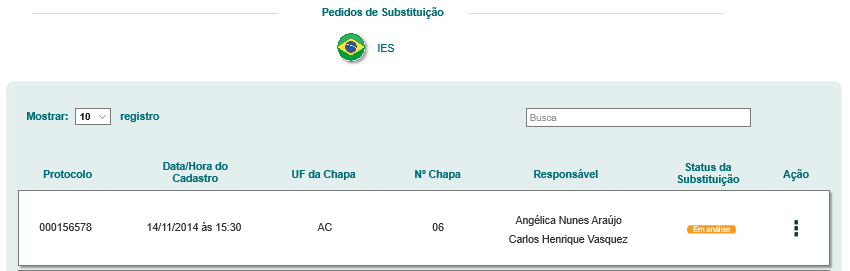 Pedidos de Substituição
IES
Mostrar: 10 registro
Busca
Protocolo
Data/Hora do
Cadastro
UF da Chapa
Nº Chapa
Responsável
Status da
Substituição
Ação
000156578
14/11/2014 às 15:30
AC
06
Angélica Nunes Araújo
Carlos Henrique Vasquez
Em análise